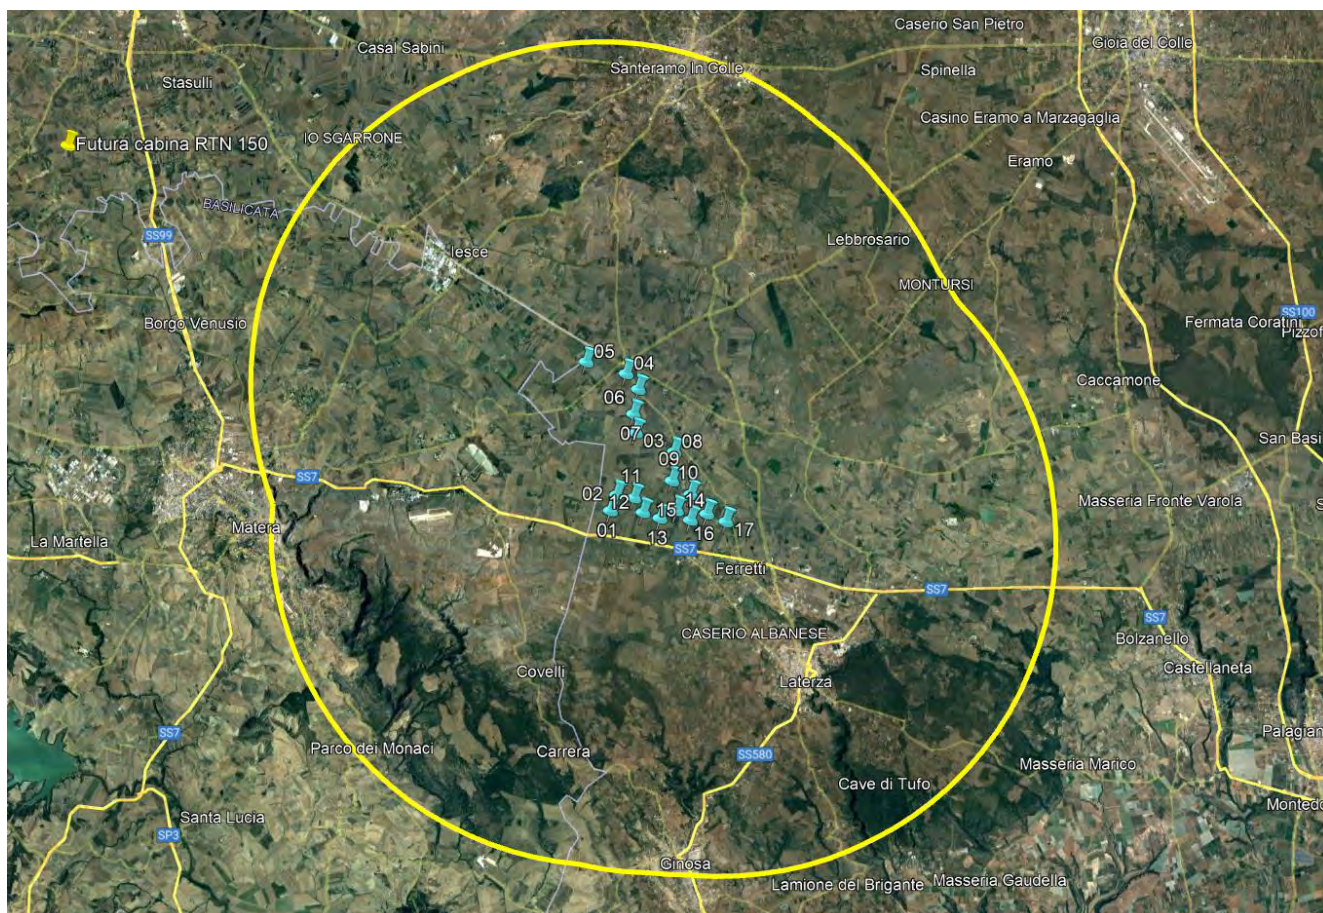 Caserio San Pietro
Casal Sabini
Gioia del Colle
Santeramo In Colle
Spinella
Stasulli
Casino Eramo a Marzagaglia
IO SGARRONE
Futura cabina RTN 150
Eramo
BASILICATA
SS99
Iesce
Lebbrosario
MONTURSI
SS100
Borgo Venusio
Fermata Coratini
Pizzof
05
04
Caccamone
06
07
03
08
San Basi
09
SS7
10
11
02
12
14
Masseria Fronte Varola
15
S
Matera
01
13
16
17
La Martella
SS7
Ferretti
SS7
SS7
CASERIO ALBANESE
Bolzanello
Covelli
Castellaneta
Laterza
SS7
Palagian
Parco dei Monaci
Carrera
SS580
Masseria Marico
Cave di Tufo
Montedo
Santa Lucia
SP3
Ginosa
Lamione del Brigante
Masseria Gaudella